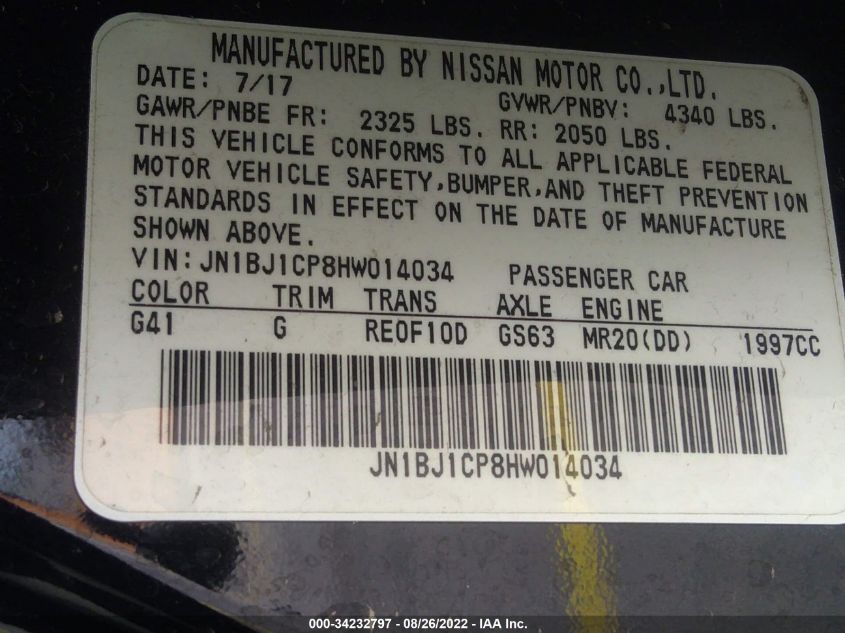 MANUFACTURED BY NISSAN MOTOR CO.,LTD.
DATE: 7/17 GVWR/PNBV: 4340 LBS.
GAWR/PNBE FR: 2325 LBS. RR: 2050 LBS.
THIS VEHICLE CONFORMS TO ALL APPLICABLE FEDERAL
MOTOR VEHICLE SAFETY,BUMPER,AND THEFT PREVENTION
STANDARDS IN EFFECT ON THE DATE OF MANUFACTURE
SHOWN ABOVE.
VIN: JN1BJ1CP8HW014034 PASSENGER CAR
COLOR TRIM TRANS AXLE ENGINE
G41 G RE0F10D GS63 MR20(DD) 1997CC
JN1BJ1CP8HW014034
000-34232797 - 08/26/2022 - IAA Inc.